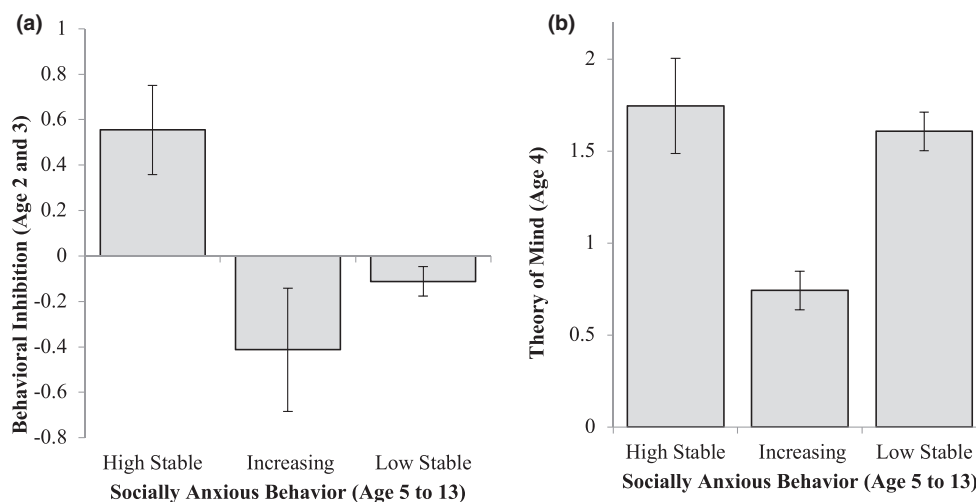 (a)
Behavioral Inhibition (Age 2 and 3)
1
0.8
0.6
0.4
0.2
0
-0.2
-0.4
-0.6
-0.8
High Stable Increasing Low Stable
Socially Anxious Behavior (Age 5 to 13)
(b)
Theory of Mind (Age 4)
2
1.5
1
0.5
0
High Stable Increasing Low Stable
Socially Anxious Behavior (Age 5 to 13)